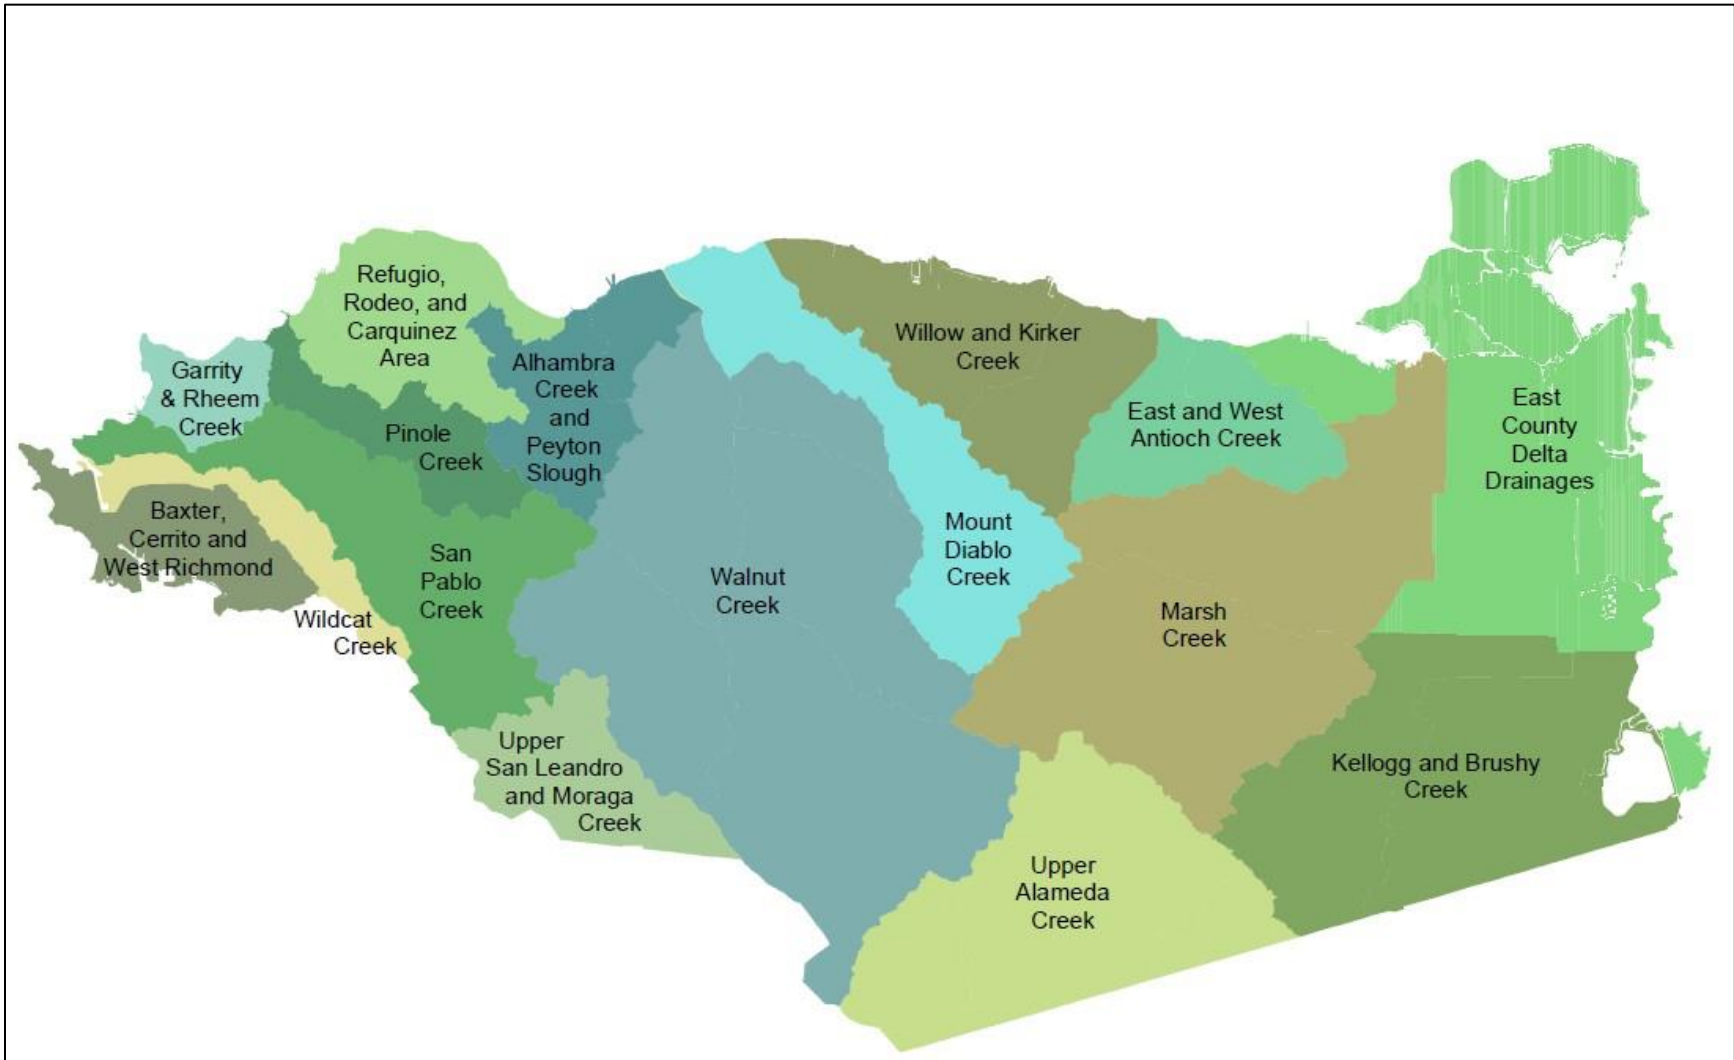 Refugio,
Rodeo, and
Carquinez
Area
Garrity
& Rheem
Creek
Alhambra
Creek
and
Peyton
Slough
Pinole
Creek
Willow and Kirker
Creek
East and West
Antioch Creek
East
County
Delta
Drainages
Baxter,
Cerrito and
West Richmond
San
Pablo
Creek
Wildcat
Creek
Walnut
Creek
Mount
Diablo
Creek
Marsh
Creek
Upper
San Leandro
and Moraga
Creek
Kellogg and Brushy
Creek
Upper
Alameda
Creek